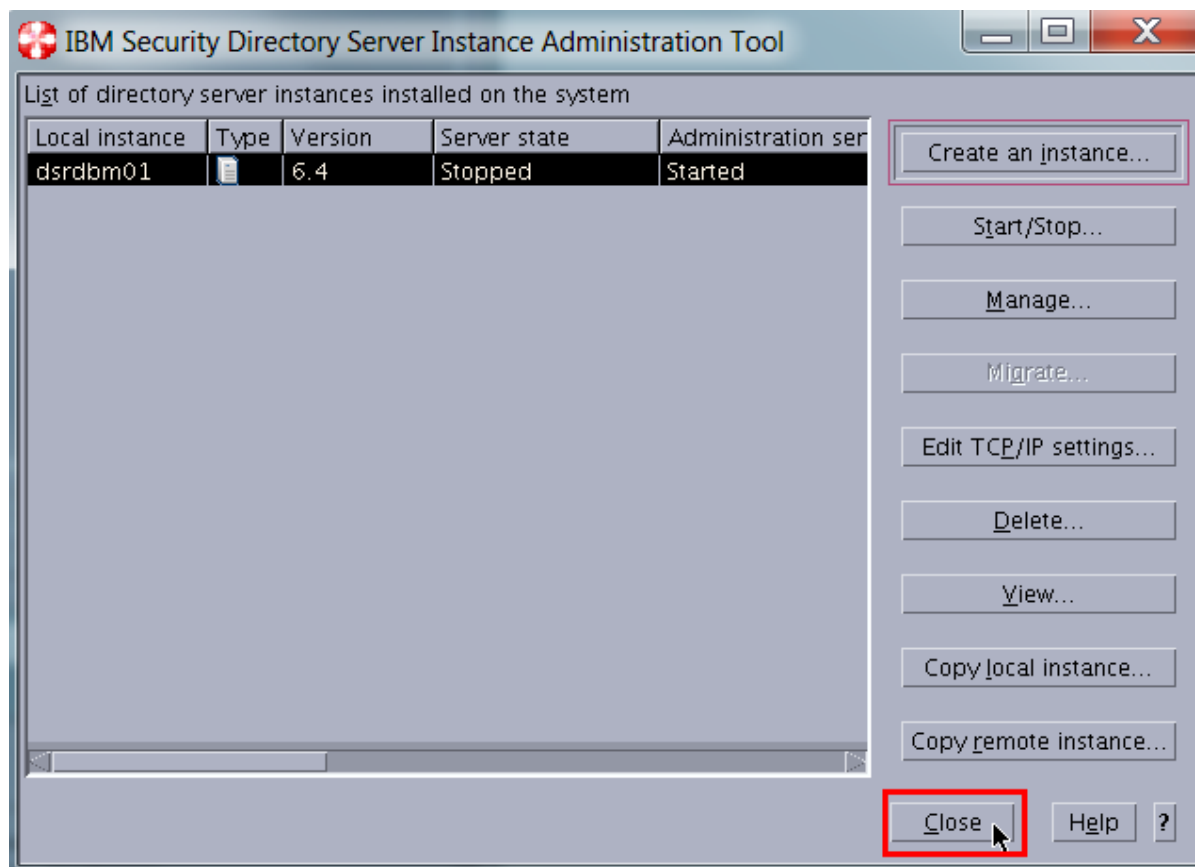 IBM Security Directory Server Instance Administration Tool
List of directory server instances installed on the system
Local instance Type Version Server state Administration ser
dsrdbm01 6.4 Stopped Started
Create an instance...
Start/Stop...
Manage...
Migrate...
Edit TCP/IP settings...
Delete...
View...
Copy local instance...
Copy remote instance...
Close Help ?